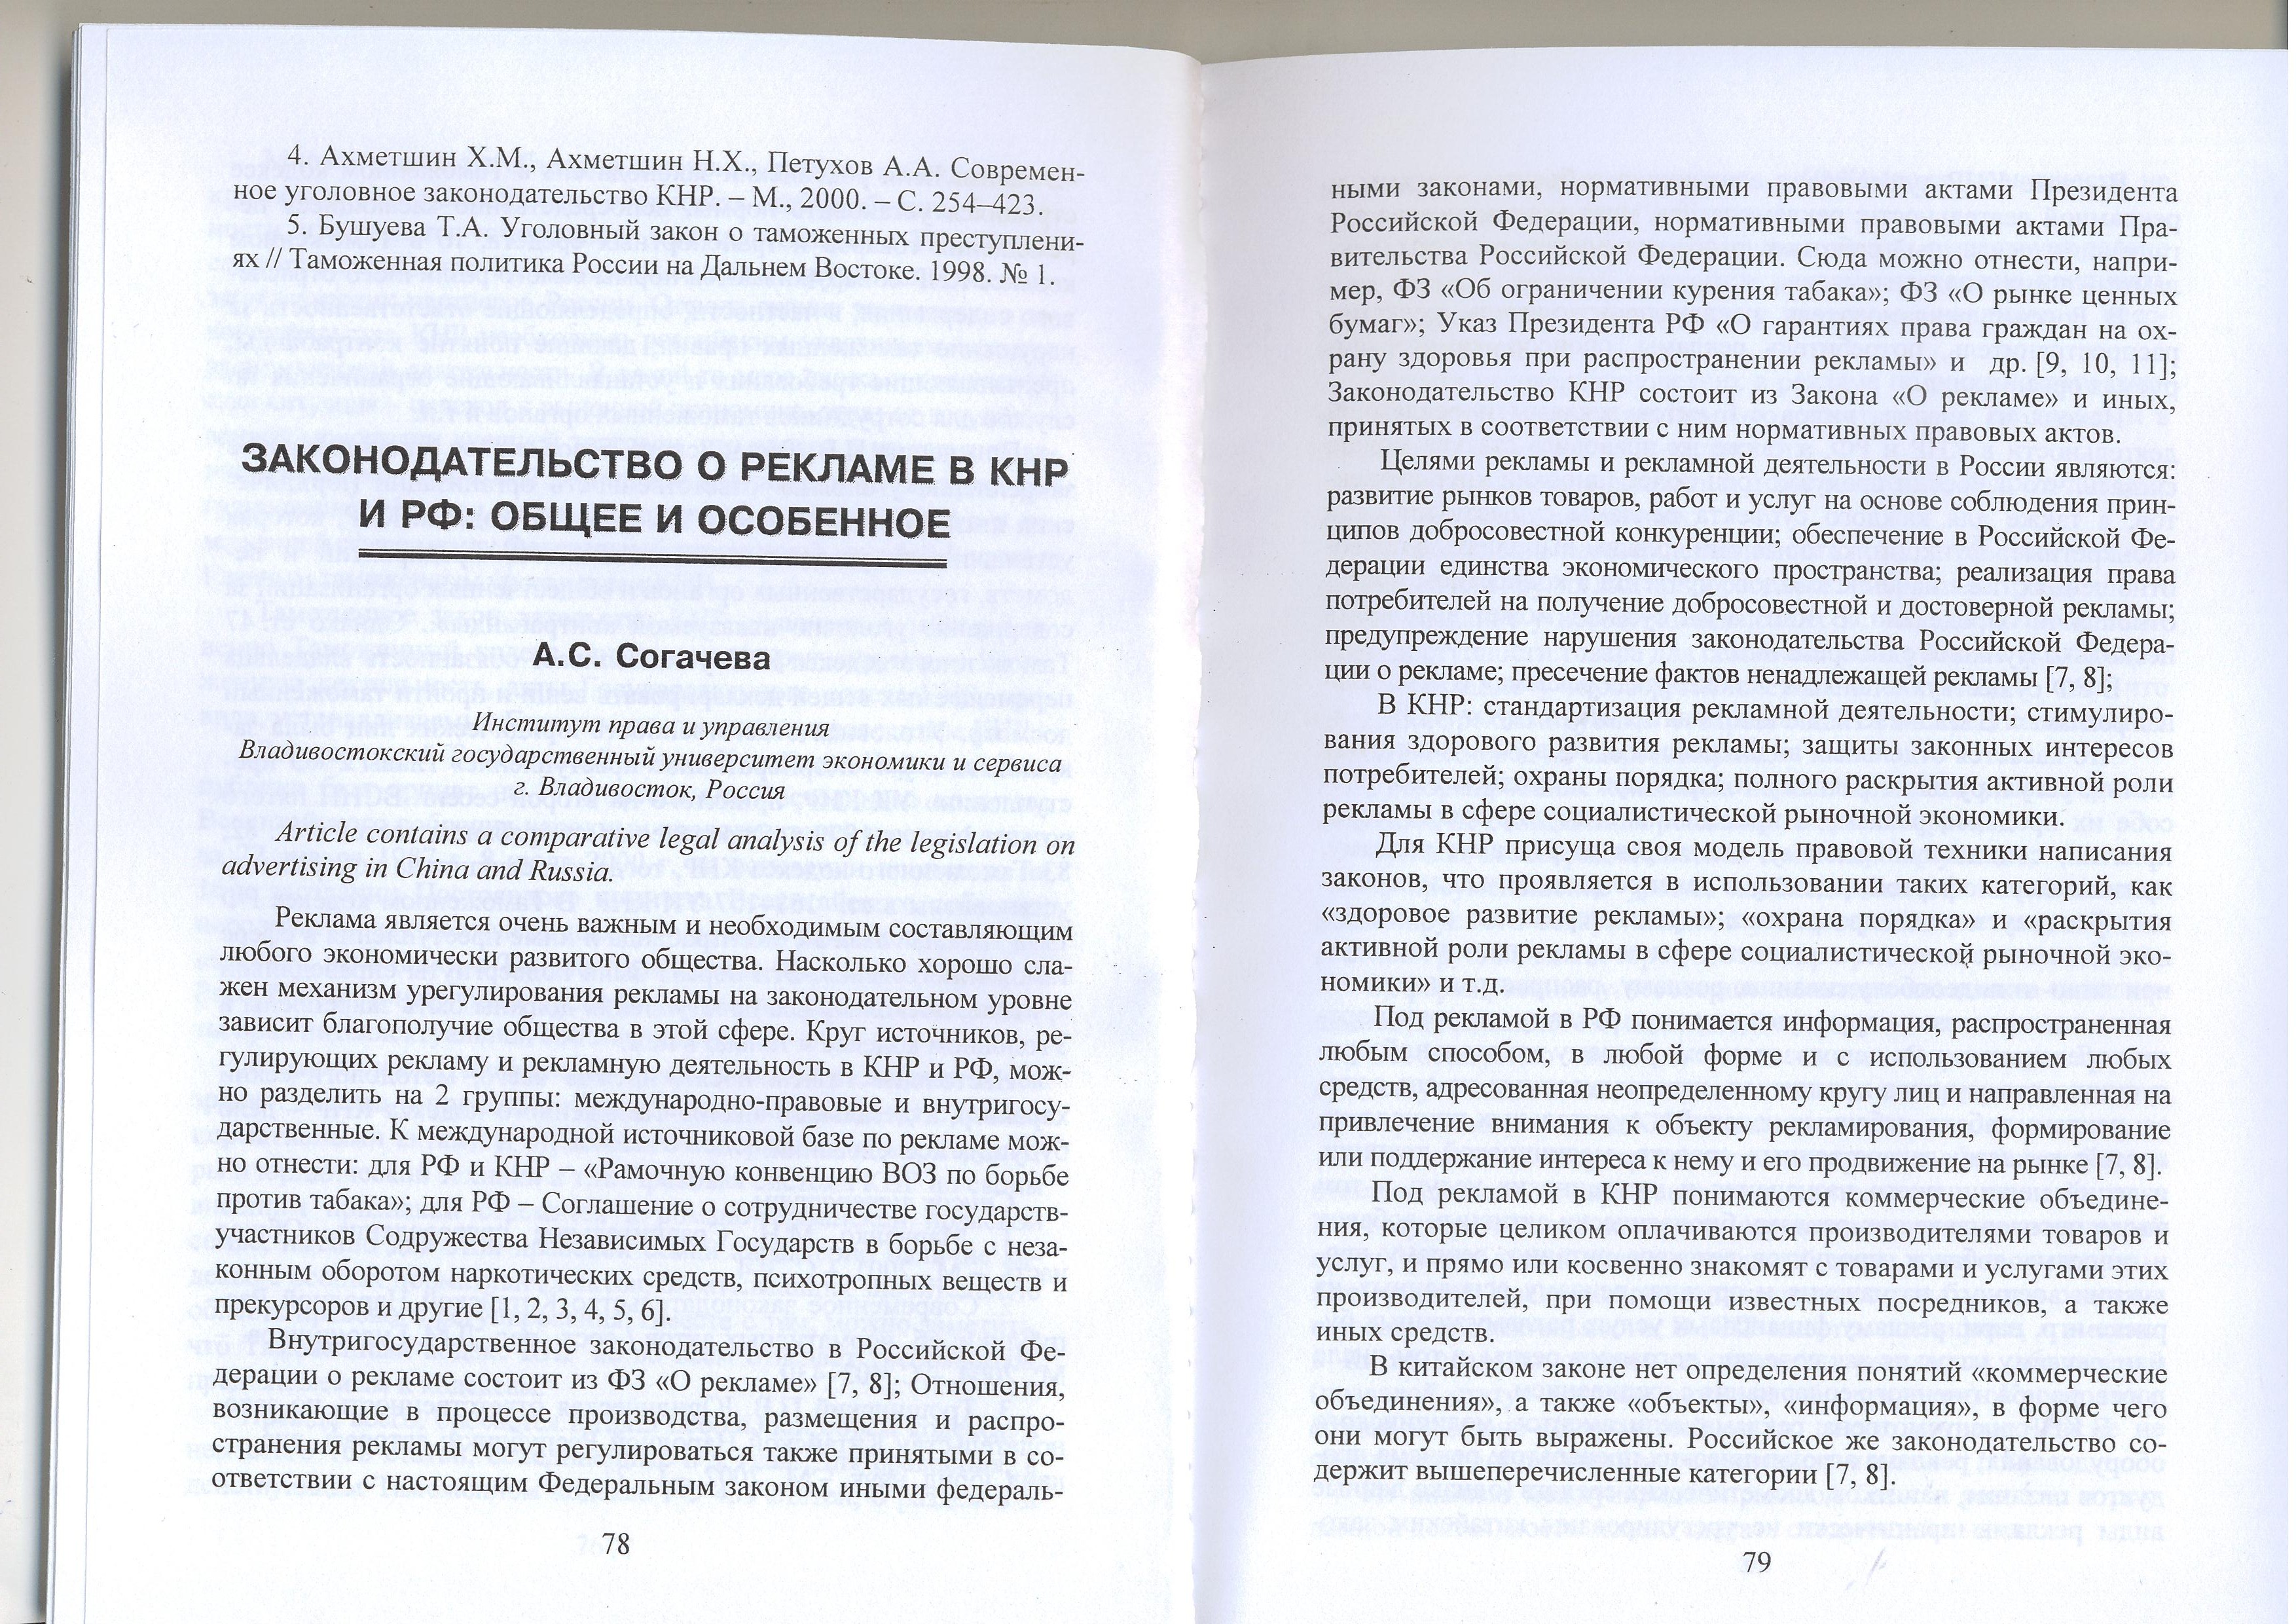 4. Ахметшин Х.М., Ахметшин Н.Х., Петухов А.А. Современ-
ное уголовное законодательство КНР. – М., 2000. – С. 254–423.
5. Бушуева Т.А. Уголовный закон о таможенных преступлени-
ях // Таможенная политика России на Дальнем Востоке. 1998. № 1.
ЗАКОНОДАТЕЛЬСТВО О РЕКЛАМЕ В КНР
И РФ: ОБЩЕЕ И ОСОБЕННОЕ
А.С. Согачева
Институт права и управления
Владивостокский государственный университет экономики и сервиса
г. Владивосток, Россия
Article contains a comparative legal analysis of the legislation on
advertising in China and Russia.
Реклама является очень важным и необходимым составляющим
любого экономически развитого общества. Насколько хорошо сла-
жен механизм урегулирования рекламы на законодательном уровне
зависит благополучие общества в этой сфере. Круг источников, ре-
гулирующих рекламу и рекламную деятельность в КНР и РФ, мож-
но разделить на 2 группы: международно-правовые и внутригосу-
дарственные. К международной источниковой базе по рекламе мож-
но отнести: для РФ и КНР – «Рамочную конвенцию ВОЗ по борьбе
против табака»; для РФ – Соглашение о сотрудничестве государств-
участников Содружества Независимых Государств в борьбе с неза-
конным оборотом наркотических средств, психотропных веществ и
прекурсоров и другие [1, 2, 3, 4, 5, 6].
Внутригосударственное законодательство в Российской Фе-
дерации о рекламе состоит из ФЗ «О рекламе» [7, 8]; Отношения,
возникающие в процессе производства, размещения и распро-
странения рекламы могут регулироваться также принятыми в со-
ответствии с настоящим Федеральным законом иными федераль-
78
ными законами, нормативными правовыми актами Президента
Российской Федерации, нормативными правовыми актами Пра-
вительства Российской Федерации. Сюда можно отнести, напри-
мер, ФЗ «Об ограничении курения табака»; ФЗ «О рынке ценных
бумаг»; Указ Президента РФ «О гарантиях права граждан на ох-
рану здоровья при распространении рекламы» и др. [9, 10, 11];
Законодательство КНР состоит из Закона «О рекламе» и иных,
принятых в соответствии с ним нормативных правовых актов.
Целями рекламы и рекламной деятельности в России являются:
развитие рынков товаров, работ и услуг на основе соблюдения прин-
ципов добросовестной конкуренции; обеспечение в Российской Фе-
дерации единства экономического пространства; реализация права
потребителей на получение добросовестной и достоверной рекламы;
предупреждение нарушения законодательства Российской Федера-
ции о рекламе; пресечение фактов ненадлежащей рекламы [7, 8];
В КНР: стандартизация рекламной деятельности; стимулиро-
вания здорового развития рекламы; защиты законных интересов
потребителей; охраны порядка; полного раскрытия активной роли
рекламы в сфере социалистической рыночной экономики.
Для КНР присуща своя модель правовой техники написания
законов, что проявляется в использовании таких категорий, как
«здоровое развитие рекламы»; «охрана порядка» и «раскрытия
активной роли рекламы в сфере социалистической рыночной эко-
номики» и т.д.
Под рекламой в РФ понимается информация, распространенная
любым способом, в любой форме и с использованием любых
средств, адресованная неопределенному кругу лиц и направленная на
привлечение внимания к объекту рекламирования, формирование
или поддержание интереса к нему и его продвижение на рынке [7, 8].
Под рекламой в КНР понимаются коммерческие объедине-
ния, которые целиком оплачиваются производителями товаров и
услуг, и прямо или косвенно знакомят с товарами и услугами этих
производителей, при помощи известных посредников, а также
иных средств.
В китайском законе нет определения понятий «коммерческие
объединения», а также «объекты», «информация», в форме чего
они могут быть выражены. Российское же законодательство со-
держит вышеперечисленные категории [7, 8].
79